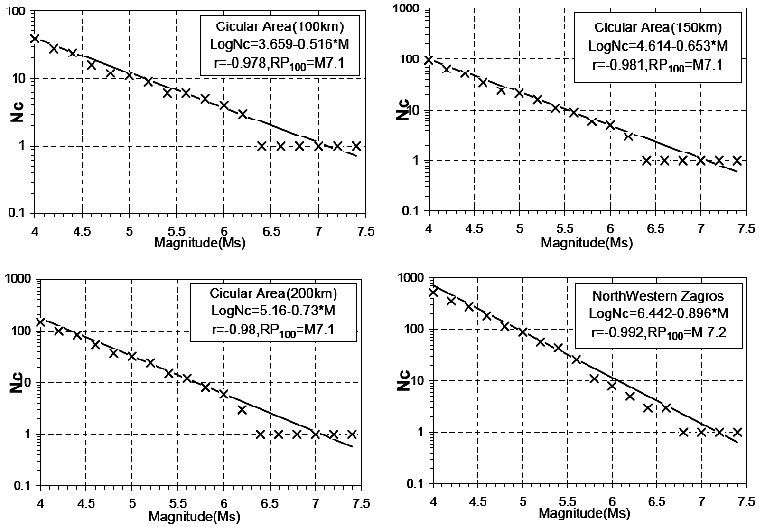 100
Cicular Area(100km)
LogNc=3.659-0.516*M
r=-0.978,RP100=M7.1
10
Nc
1
0.1
4 4.5 5 5.5 6 6.5 7 7.5
Magnitude(Ms)
1000
Cicular Area(150km)
LogNc=4.614-0.653*M
r=-0.981,RP100=M7.1
100
10
Nc
1
0.1
4 4.5 5 5.5 6 6.5 7 7.5
Magnitude(Ms)
1000
Cicular Area(200km)
LogNc=5.16-0.73*M
r=-0.98,RP100=M7.1
100
10
Nc
1
0.1
4 4.5 5 5.5 6 6.5 7 7.5
Magnitude(Ms)
1000
NorthWestern Zagros
LogNc=6.442-0.896*M
r=-0.992,RP100=M 7.2
100
10
Nc
1
0.1
4 4.5 5 5.5 6 6.5 7 7.5
Magnitude(Ms)